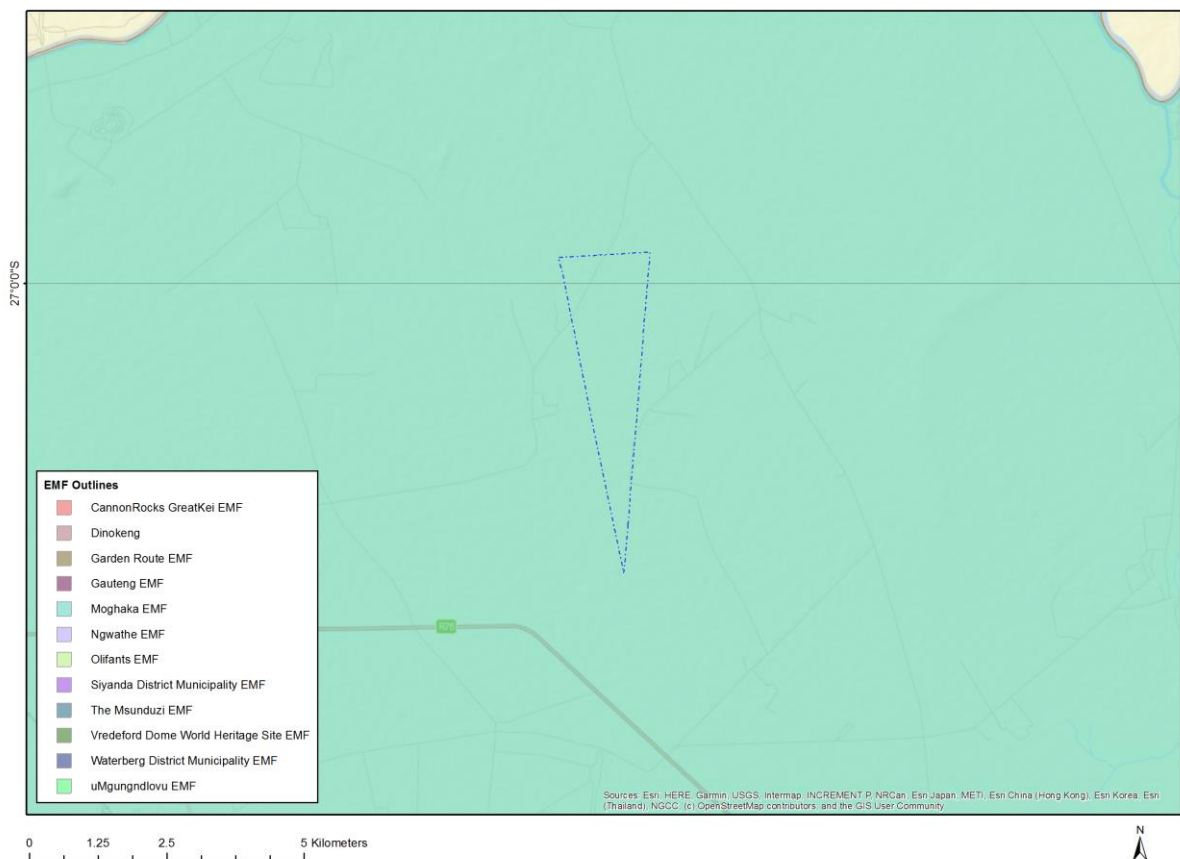 27°0'0"S
EMF Outlines
CannonRocks GreatKei EMF
Dinokeng
Garden Route EMF
Gauteng EMF
Moghaka EMF
Ngwathe EMF
Olifants EMF
Siyanda District Municipality EMF
The Msunduzi EMF
Vredeford Dome World Heritage Site EMF
Waterberg District Municipality EMF
uMgungndlovu EMF
Sources: Esri, HERE, Garmin, USGS, Intermap, INCREMENT P, NRCan, Esri Japan, METI, Esri China (Hong Kong), Esri Korea, Esri
(Thailand), NGCC, (c) OpenStreetMap contributors, and the GIS User Community
0 1.25 2.5 5 Kilometers
N